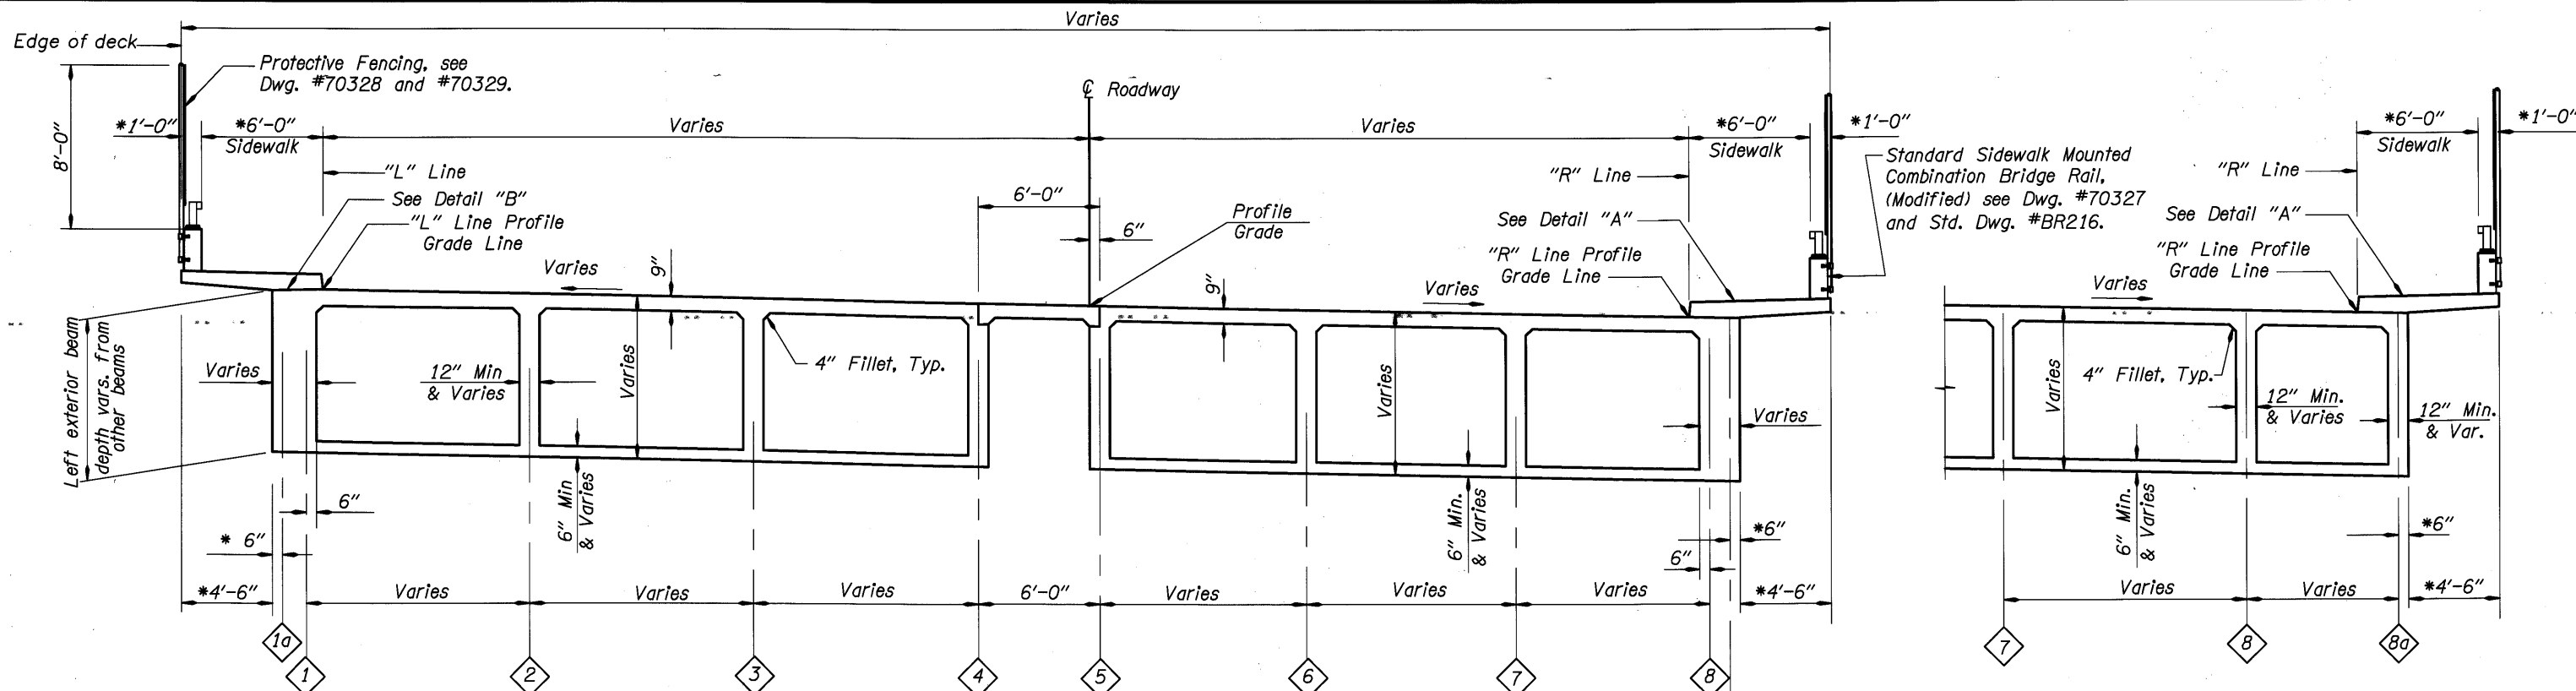 Varies
Edge of deck
Protective Fencing, see
Dwg. #70328 and #70329.
℄ Roadway
*1'-0"
*6'-0"
Sidewalk
Varies
Varies
*6'-0"
Sidewalk
*1'-0"
*6'-0"
Sidewalk
*1'-0"
8'-0"
"L" Line
See Detail "B"
"L" Line Profile
Grade Line
6'-0"
6"
Profile
Grade
"R" Line
See Detail "A"
"R" Line Profile
Grade Line
Standard Sidewalk Mounted
Combination Bridge Rail,
(Modified) see Dwg. #70327
and Std. Dwg. #BR216.
"R" Line
See Detail "A"
"R" Line Profile
Grade Line
Varies
9"
9"
Varies
Varies
Left exterior beam
depth vars. from
other beams
Varies
12" Min
& Varies
Varies
4" Fillet, Typ.
Varies
Varies
Varies
4" Fillet, Typ.
12" Min.
& Varies
12" Min.
& Var.
6"
* 6"
6" Min
& Varies
6" Min.
& Varies
6"
*6"
6" Min.
& Varies
*6"
*4'-6"
Varies
Varies
Varies
6'-0"
Varies
Varies
Varies
*4'-6"
Varies
Varies
*4'-6"
1a
1
2
3
4
5
6
7
8
7
8
8a